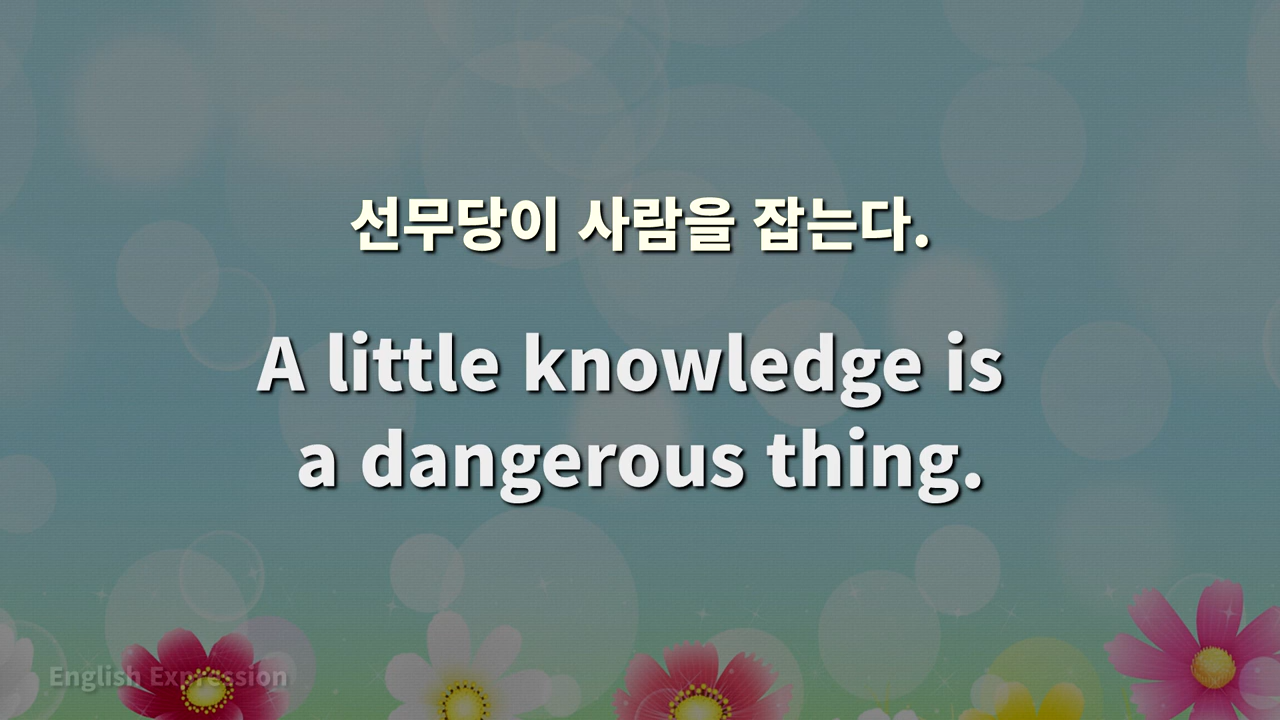 선무당이 사람을 잡는다.
A little knowledge is
a dangerous thing.
English Expression